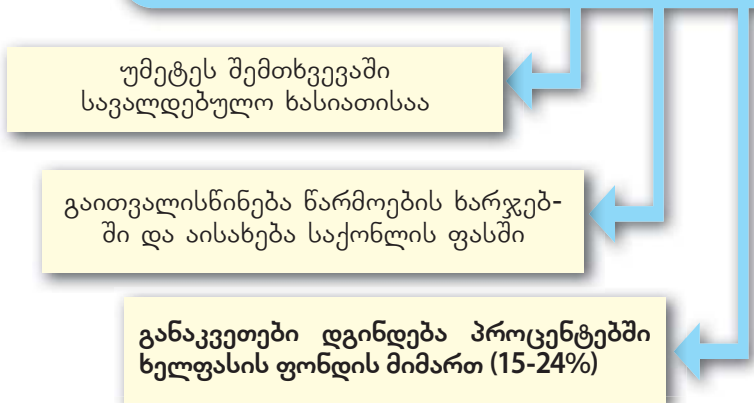 უმეტეს შემთხვევაში
სავალდებულო ხასიათისაა
გაითვალისწინება წარმოების ხარჯებ-
ში და აისახება საქონლის ფასში
განაკვეთები დგინდება პროცენტებში
ხელფასის ფონდის მიმართ (15-24%)